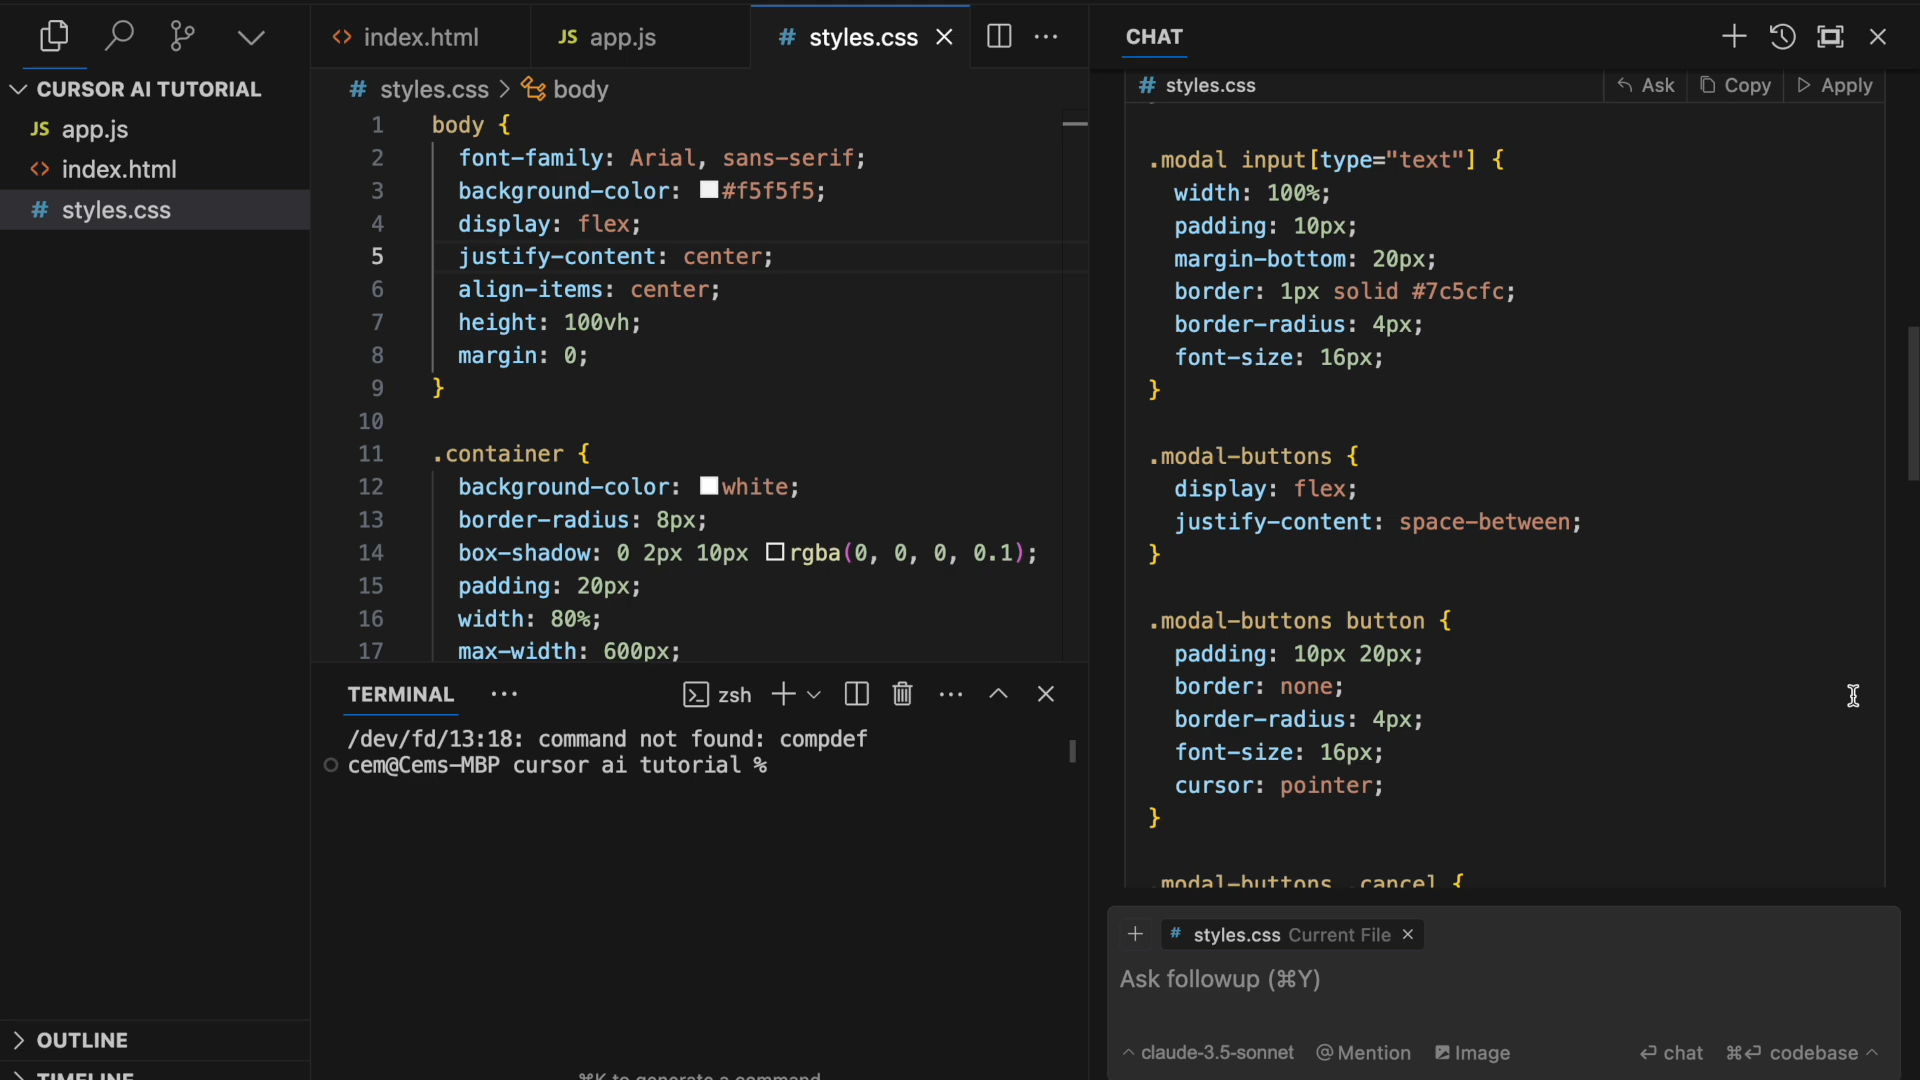 CURSOR AI TUTORIAL
JS app.js
<> index.html
# styles.css
OUTLINE
TIMELINE
<> index.html
JS app.js
# styles.css
# styles.css > body
1 body {
2 font-family: Arial, sans-serif;
3 background-color: #f5f5f5;
4 display: flex;
5 justify-content: center;
6 align-items: center;
7 height: 100vh;
8 margin: 0;
9 }
10
11 .container {
12 background-color: white;
13 border-radius: 8px;
14 box-shadow: 0 2px 10px rgba(0, 0, 0, 0.1);
15 padding: 20px;
16 width: 80%;
17 max-width: 600px;
TERMINAL
zsh
/dev/fd/13:18: command not found: compdef
cem@Cems-MBP cursor ai tutorial %
⌘K to generate a command
CHAT
# styles.css
Ask
Copy
Apply
.modal input[type="text"] {
width: 100%;
padding: 10px;
margin-bottom: 20px;
border: 1px solid #7c5cfc;
border-radius: 4px;
font-size: 16px;
}
.modal-buttons {
display: flex;
justify-content: space-between;
}
.modal-buttons button {
padding: 10px 20px;
border: none;
border-radius: 4px;
font-size: 16px;
cursor: pointer;
}
.modal-buttons .cancel {
# styles.css Current File
Ask followup (⌘Y)
claude-3.5-sonnet @ Mention Image
chat ⌘ codebase